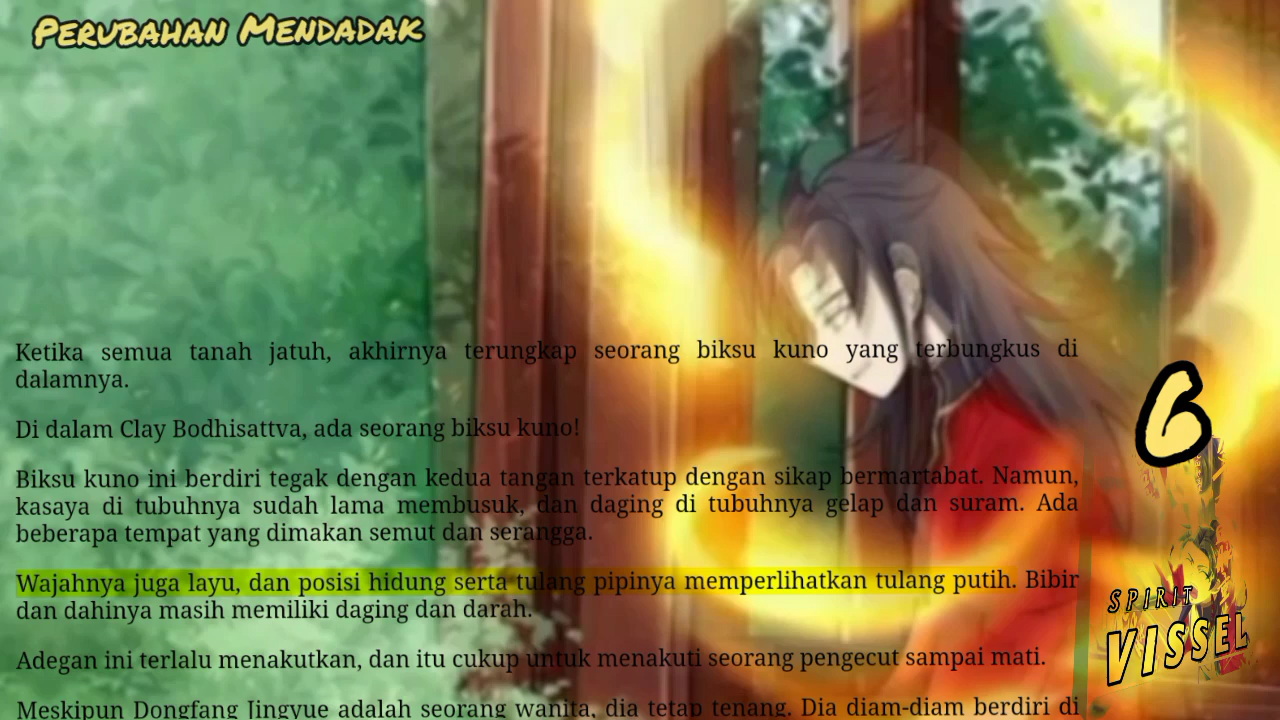 Perubahan Mendadak
Ketika semua tanah jatuh, akhirnya terungkap seorang biksu kuno yang terbungkus di
dalamnya.
Di dalam Clay Bodhisattva, ada seorang biksu kuno!
Biksu kuno ini berdiri tegak dengan kedua tangan terkatup dengan sikap bermartabat. Namun,
kasaya di tubuhnya sudah lama membusuk, dan daging di tubuhnya gelap dan suram. Ada
beberapa tempat yang dimakan semut dan serangga.
Wajahnya juga layu, dan posisi hidung serta tulang pipinya memperlihatkan tulang putih. Bibir
dan dahinya masih memiliki daging dan darah.
Adegan ini terlalu menakutkan, dan itu cukup untuk menakuti seorang pengecut sampai mati.
Meskipun Dongfang Jingyue adalah seorang wanita, dia tetap tenang. Dia diam-diam berdiri di
6
SPIRIT
VISSEL